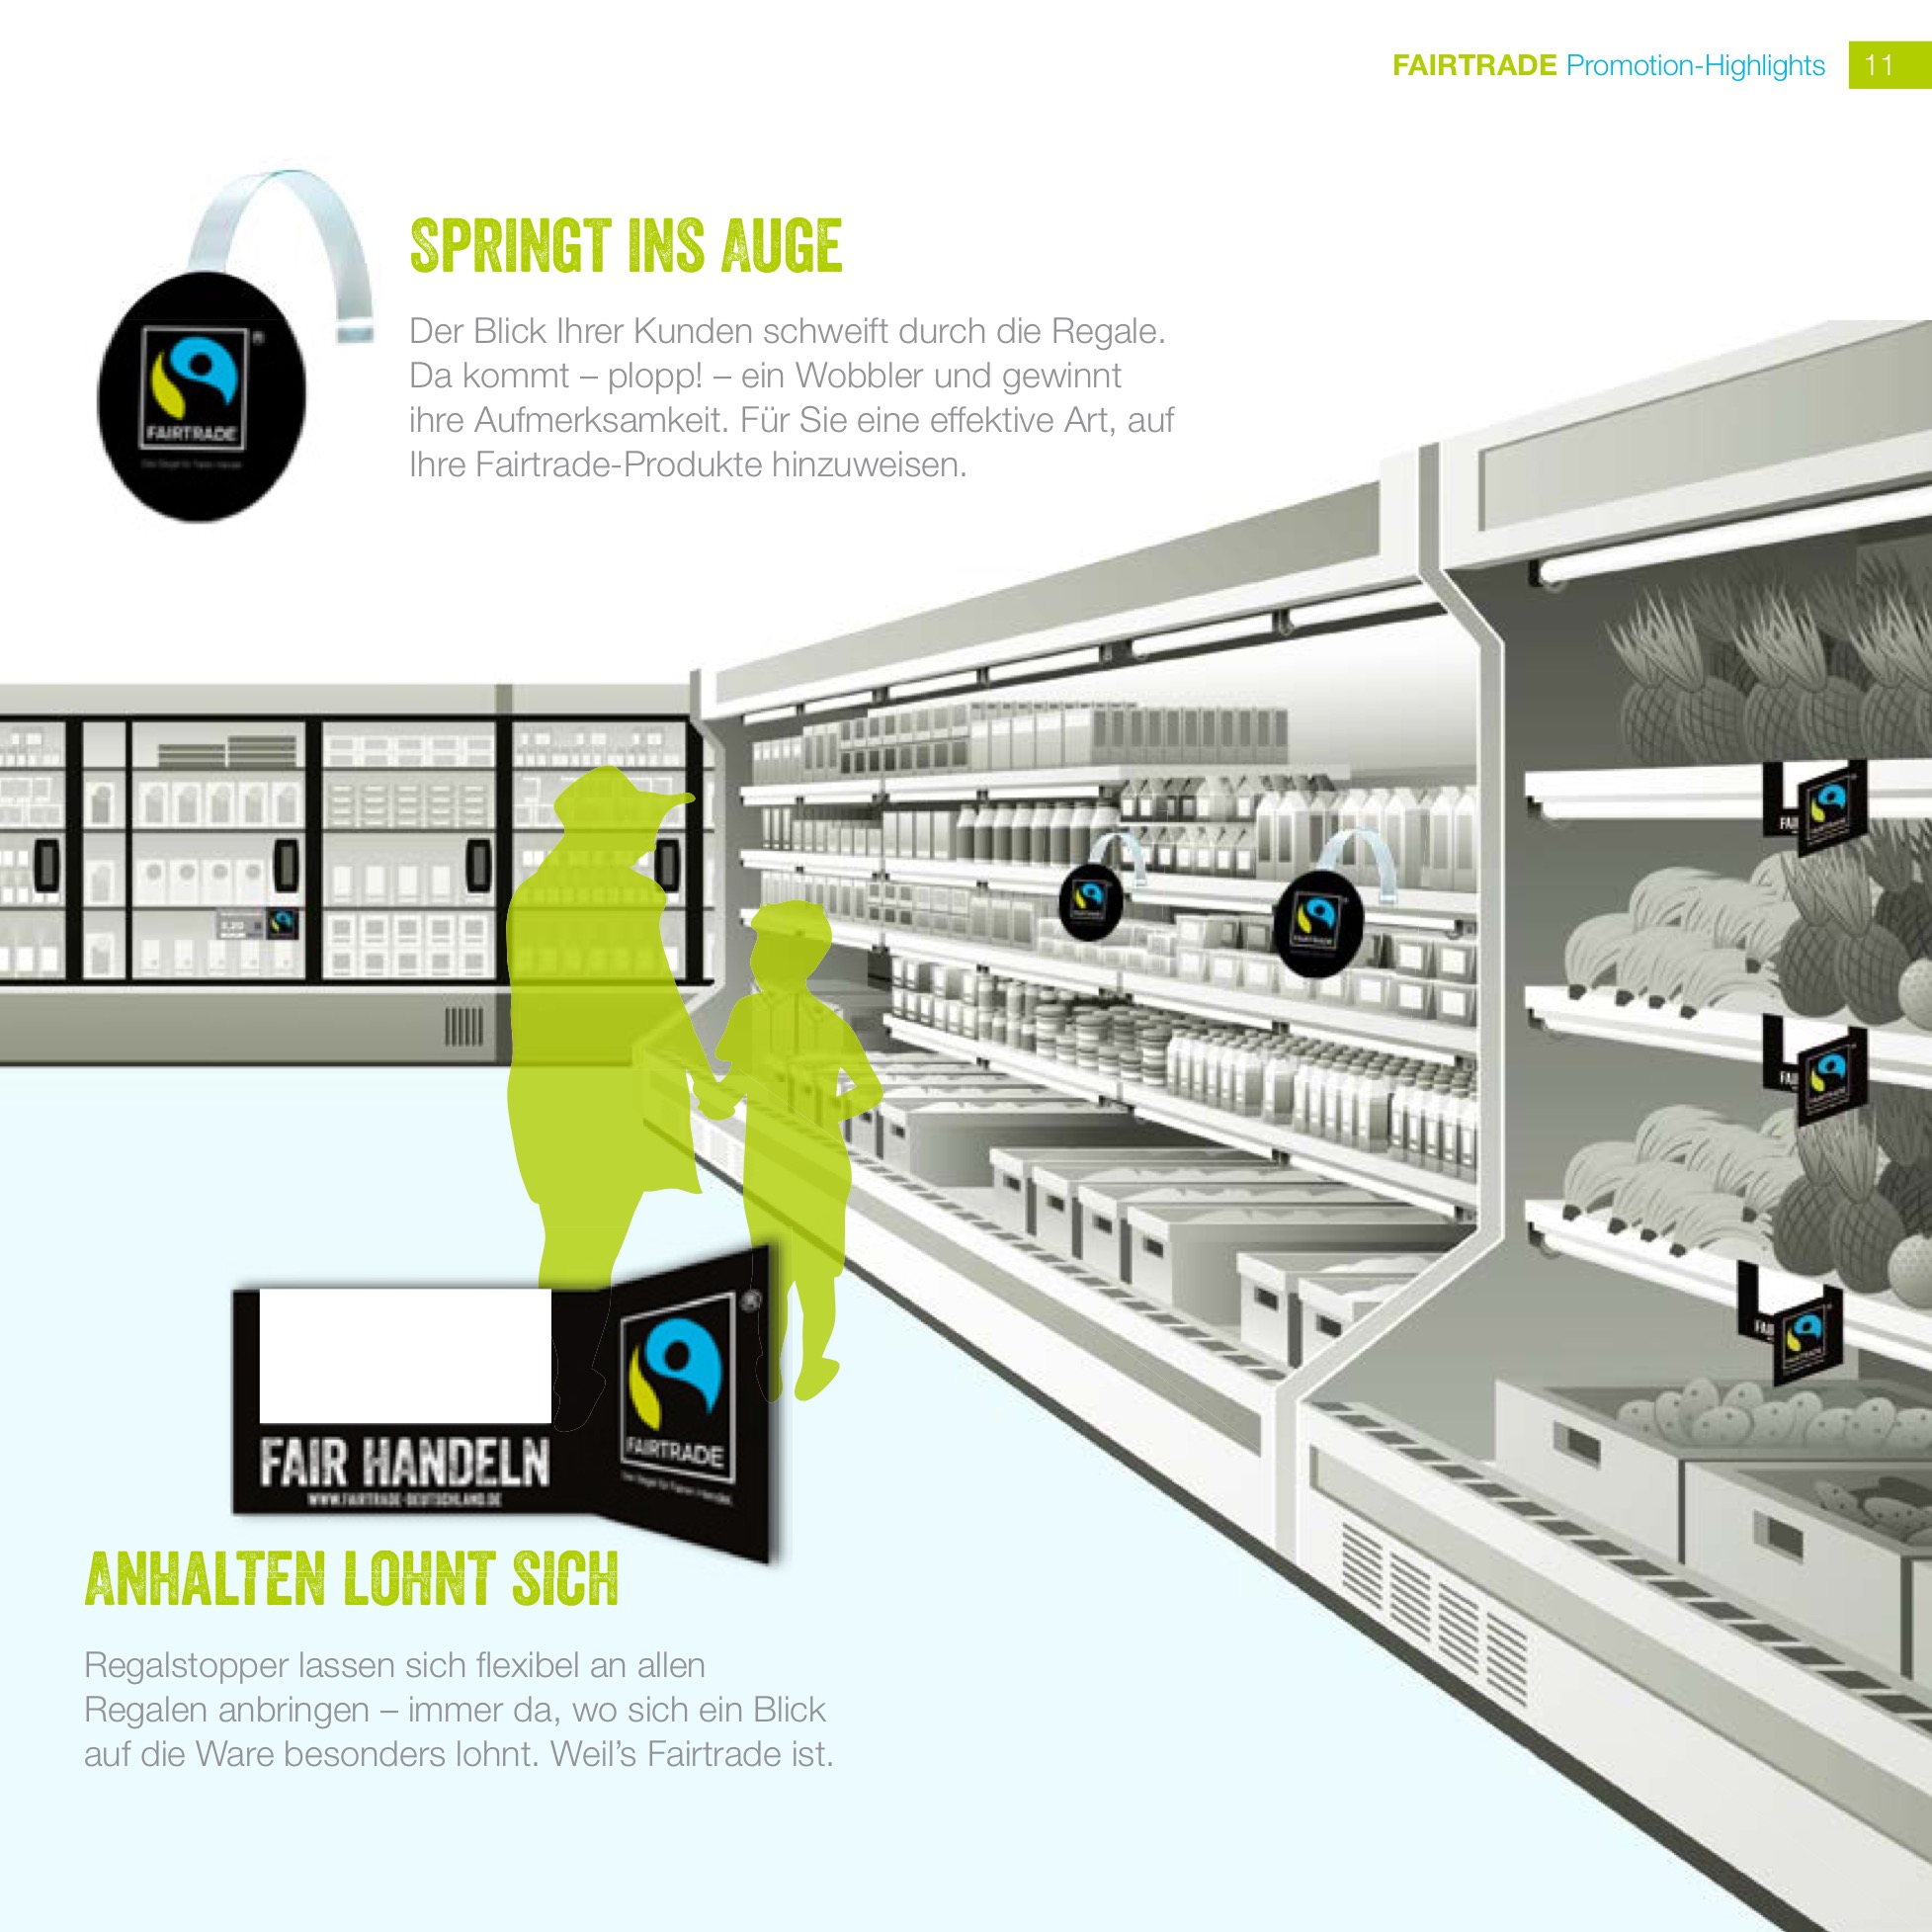 FAIRTRADE Promotion-Highlights 11
SPRINGT INS AUGE
Der Blick Ihrer Kunden schweift durch die Regale.
Da kommt – plopp! – ein Wobbler und gewinnt
ihre Aufmerksamkeit. Für Sie eine effektive Art, auf
Ihre Fairtrade-Produkte hinzuweisen.
®
FAIRTRADE
FAIR HANDELN
WWW.FAIRTRADE-DEUTSCHLAND.DE
®
FAIRTRADE
ANHALTEN LOHNT SICH
Regalstopper lassen sich flexibel an allen
Regalen anbringen – immer da, wo sich ein Blick
auf die Ware besonders lohnt. Weil’s Fairtrade ist.